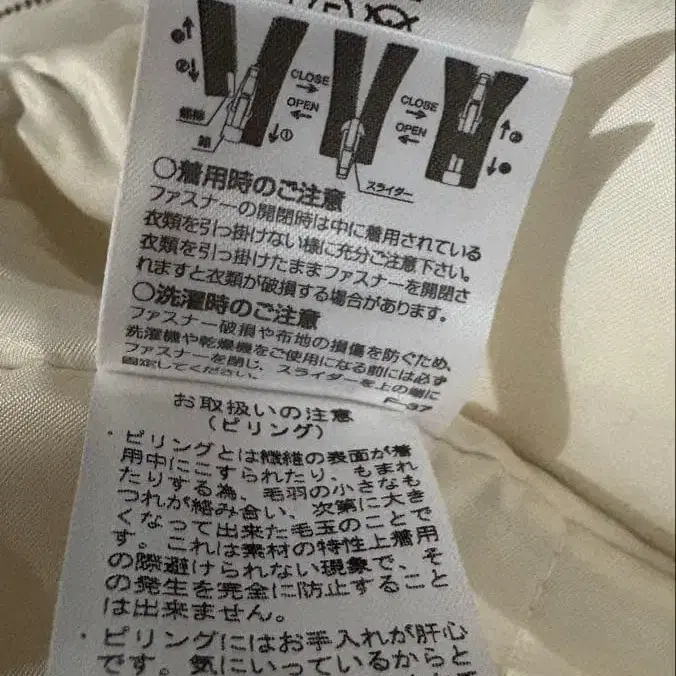 CLOSE
OPEN
CLOSE
OPEN
蝶棒
箱
①
スライダー
○着用時のご注意
ファスナーの開閉時は中に着用されている
衣類を引っ掛けない様に充分ご注意下さい。
衣類を引っ掛けたままファスナーを開閉さ
れますと衣類が破損する場合があります。
○洗濯時のご注意
ファスナー破損や布地の損傷を防ぐため、
洗濯機や乾燥機をご使用になる前には必ず
ファスナーを閉じ、スライダーを上の端に
固定してください。
F-37
お取扱いの注意
（ピリング）
・ピリングとは繊維の表面が着
用中にこすられたり、もまれ
たりする為、毛羽の小さなも
つれが絡み合い、次第に大き
くなって出来た毛玉のことで
す。これは素材の特性上着用
の際避けられない現象で、そ
の発生を完全に防止すること
は出来ません。
・ピリングにはお手入れが肝心
です。気にいっているからと